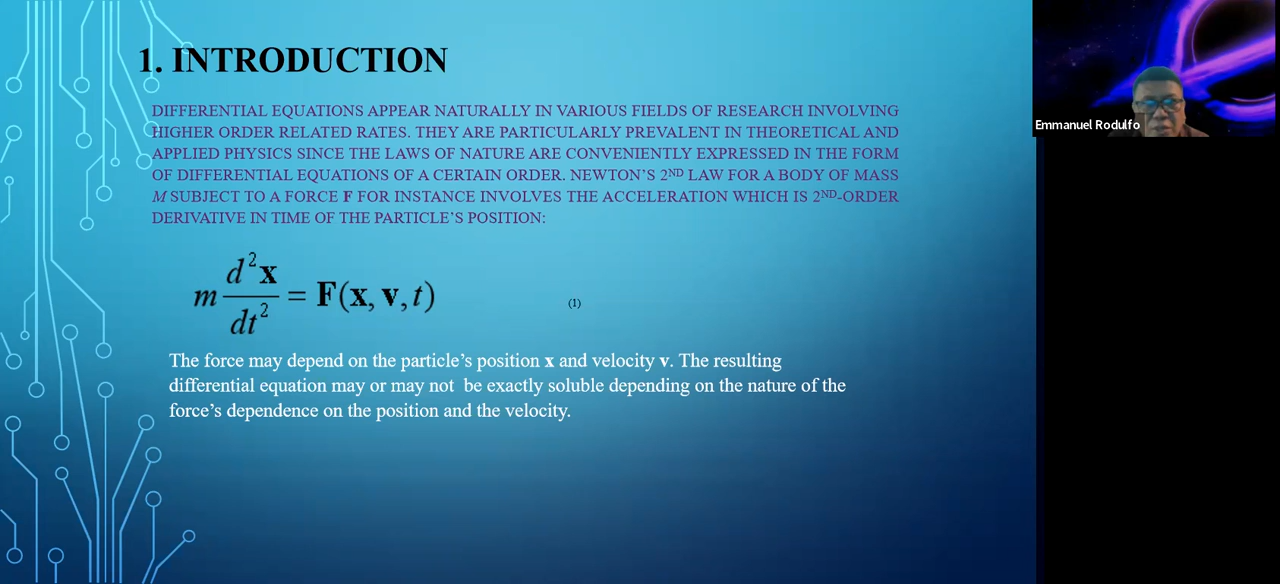 1. INTRODUCTION
DIFFERENTIAL EQUATIONS APPEAR NATURALLY IN VARIOUS FIELDS OF RESEARCH INVOLVING
HIGHER ORDER RELATED RATES. THEY ARE PARTICULARLY PREVALENT IN THEORETICAL AND
APPLIED PHYSICS SINCE THE LAWS OF NATURE ARE CONVENIENTLY EXPRESSED IN THE FORM
OF DIFFERENTIAL EQUATIONS OF A CERTAIN ORDER. NEWTON'S 2ND LAW FOR A BODY OF MASS
M SUBJECT TO A FORCE F FOR INSTANCE INVOLVES THE ACCELERATION WHICH IS 2ND-ORDER
DERIVATIVE IN TIME OF THE PARTICLE'S POSITION:
m d²x/dt² = F(x, v, t) (1)
The force may depend on the particle's position x and velocity v. The resulting
differential equation may or may not be exactly soluble depending on the nature of the
force's dependence on the position and the velocity.
Emmanuel Rodulfo